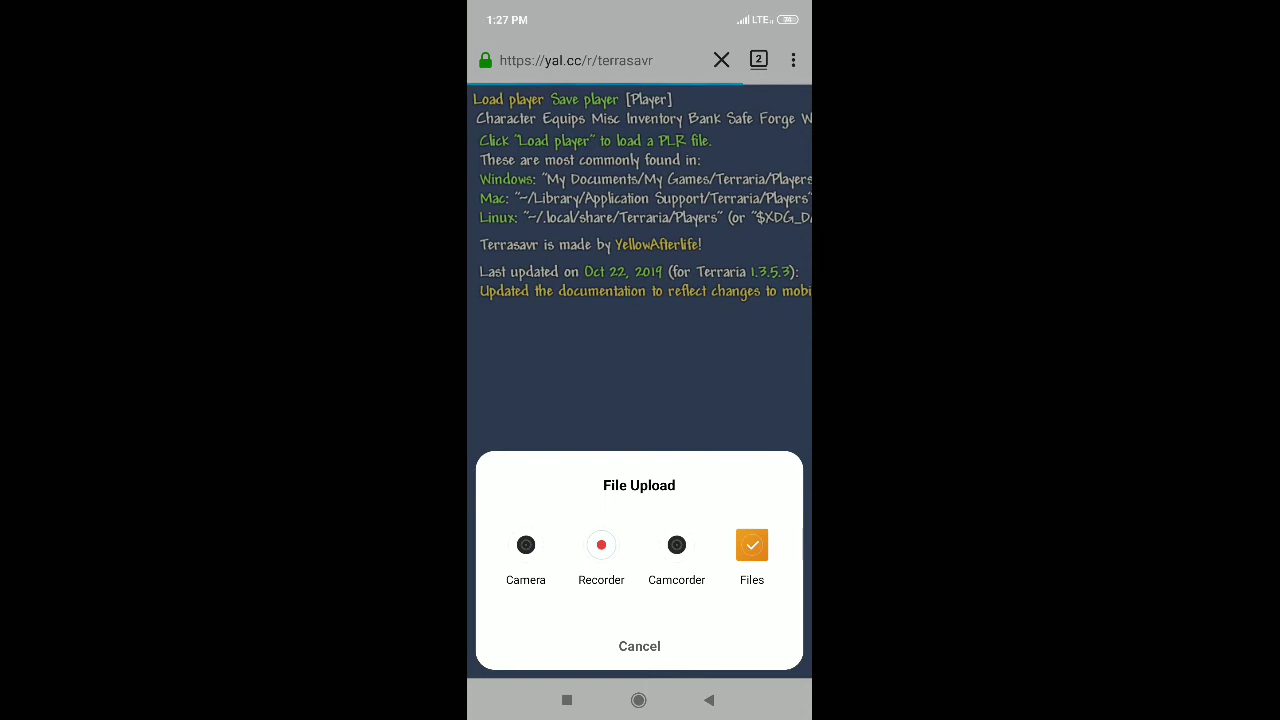 1:27 PM
LTE
74
https://yal.cc/r/terrasavr
2
Load player Save player [Player]
Character Equips Misc Inventory Bank Safe Forge W
Click "Load player" to load a PLR file.
These are most commonly found in:
Windows: "My Documents/My Games/Terraria/Players
Mac: "~/Library/Application Support/Terraria/Players"
Linux: "~/.local/share/Terraria/Players" (or "$XDG_D
Terrasavr is made by YellowAfterlife!
Last updated on Oct 22, 2019 (for Terraria 1.3.5.3):
Updated the documentation to reflect changes to mobi
File Upload
Camera Recorder Camcorder Files
Cancel